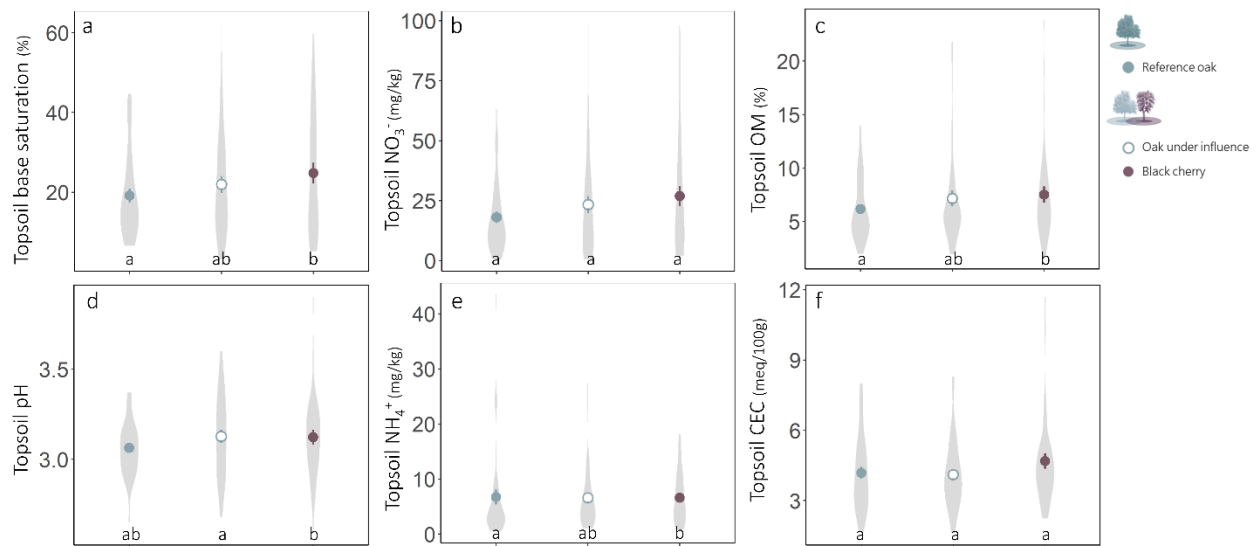 a
Topsoil base saturation (%)
60
40
20
a ab b
b
Topsoil NO₃⁻ (mg/kg)
100
75
50
25
0
a a a
c
Topsoil OM (%)
20
15
10
5
a ab b
Reference oak
Oak under influence
Black cherry
d
Topsoil pH
3.5
3.0
ab a b
e
Topsoil NH₄⁺ (mg/kg)
40
30
20
10
0
a ab b
f
Topsoil CEC (meq/100g)
12
9
6
3
a a a